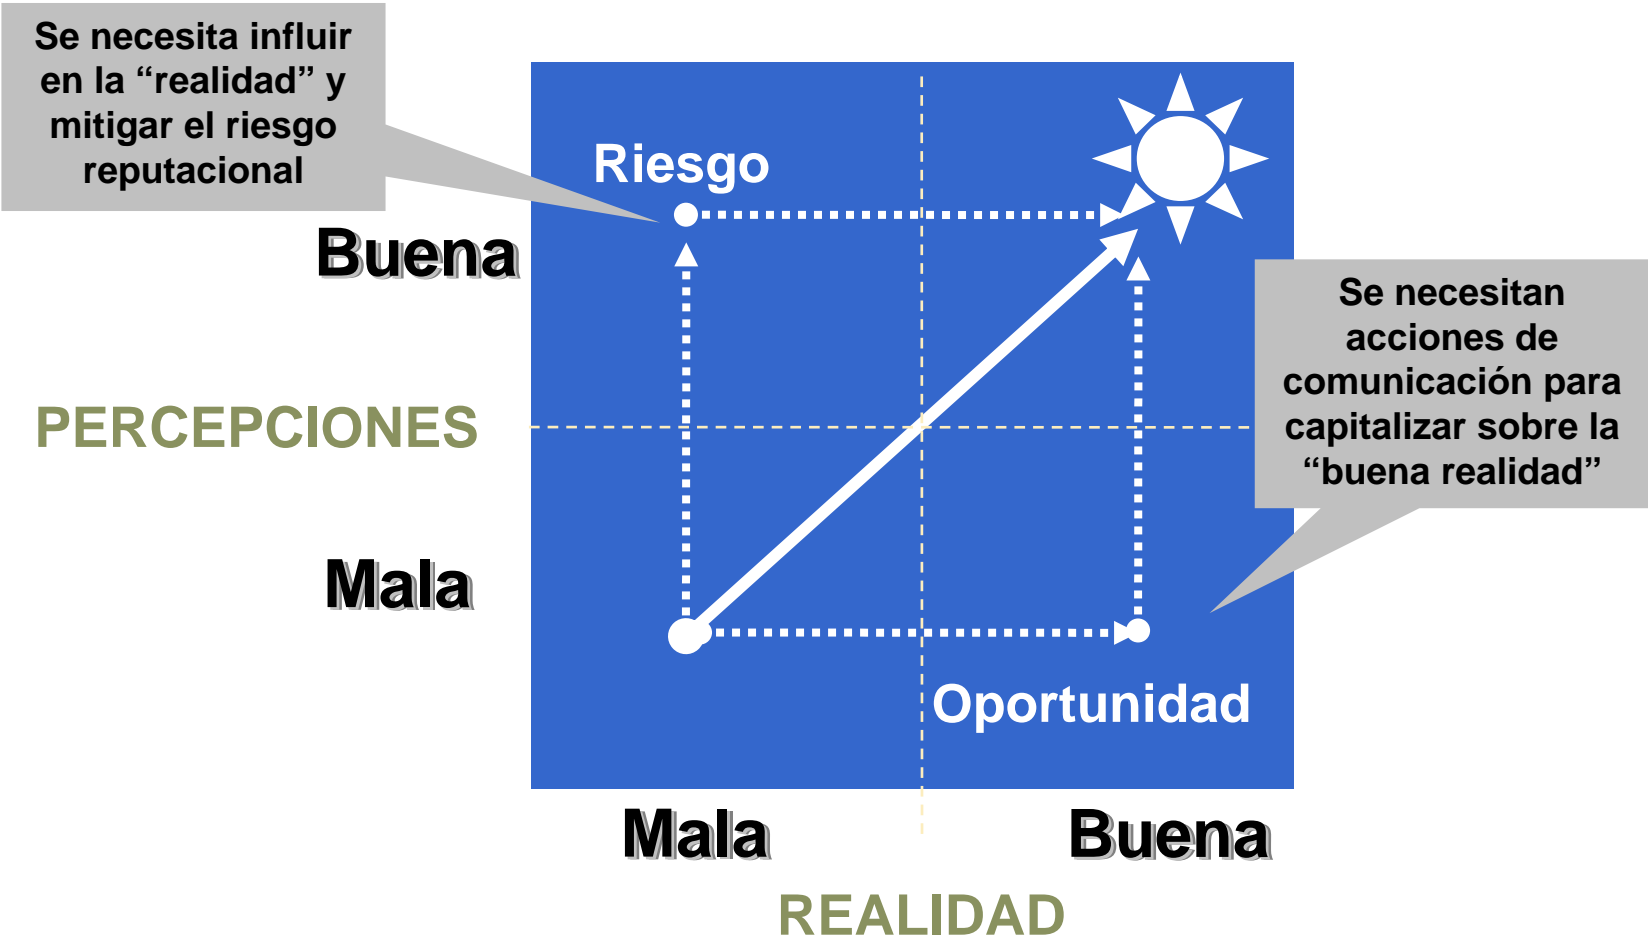 Se necesita influir
en la “realidad” y
mitigar el riesgo
reputacional
Riesgo
Buena
Se necesitan
acciones de
comunicación para
capitalizar sobre la
“buena realidad”
PERCEPCIONES
Mala
Oportunidad
Mala
Buena
REALIDAD